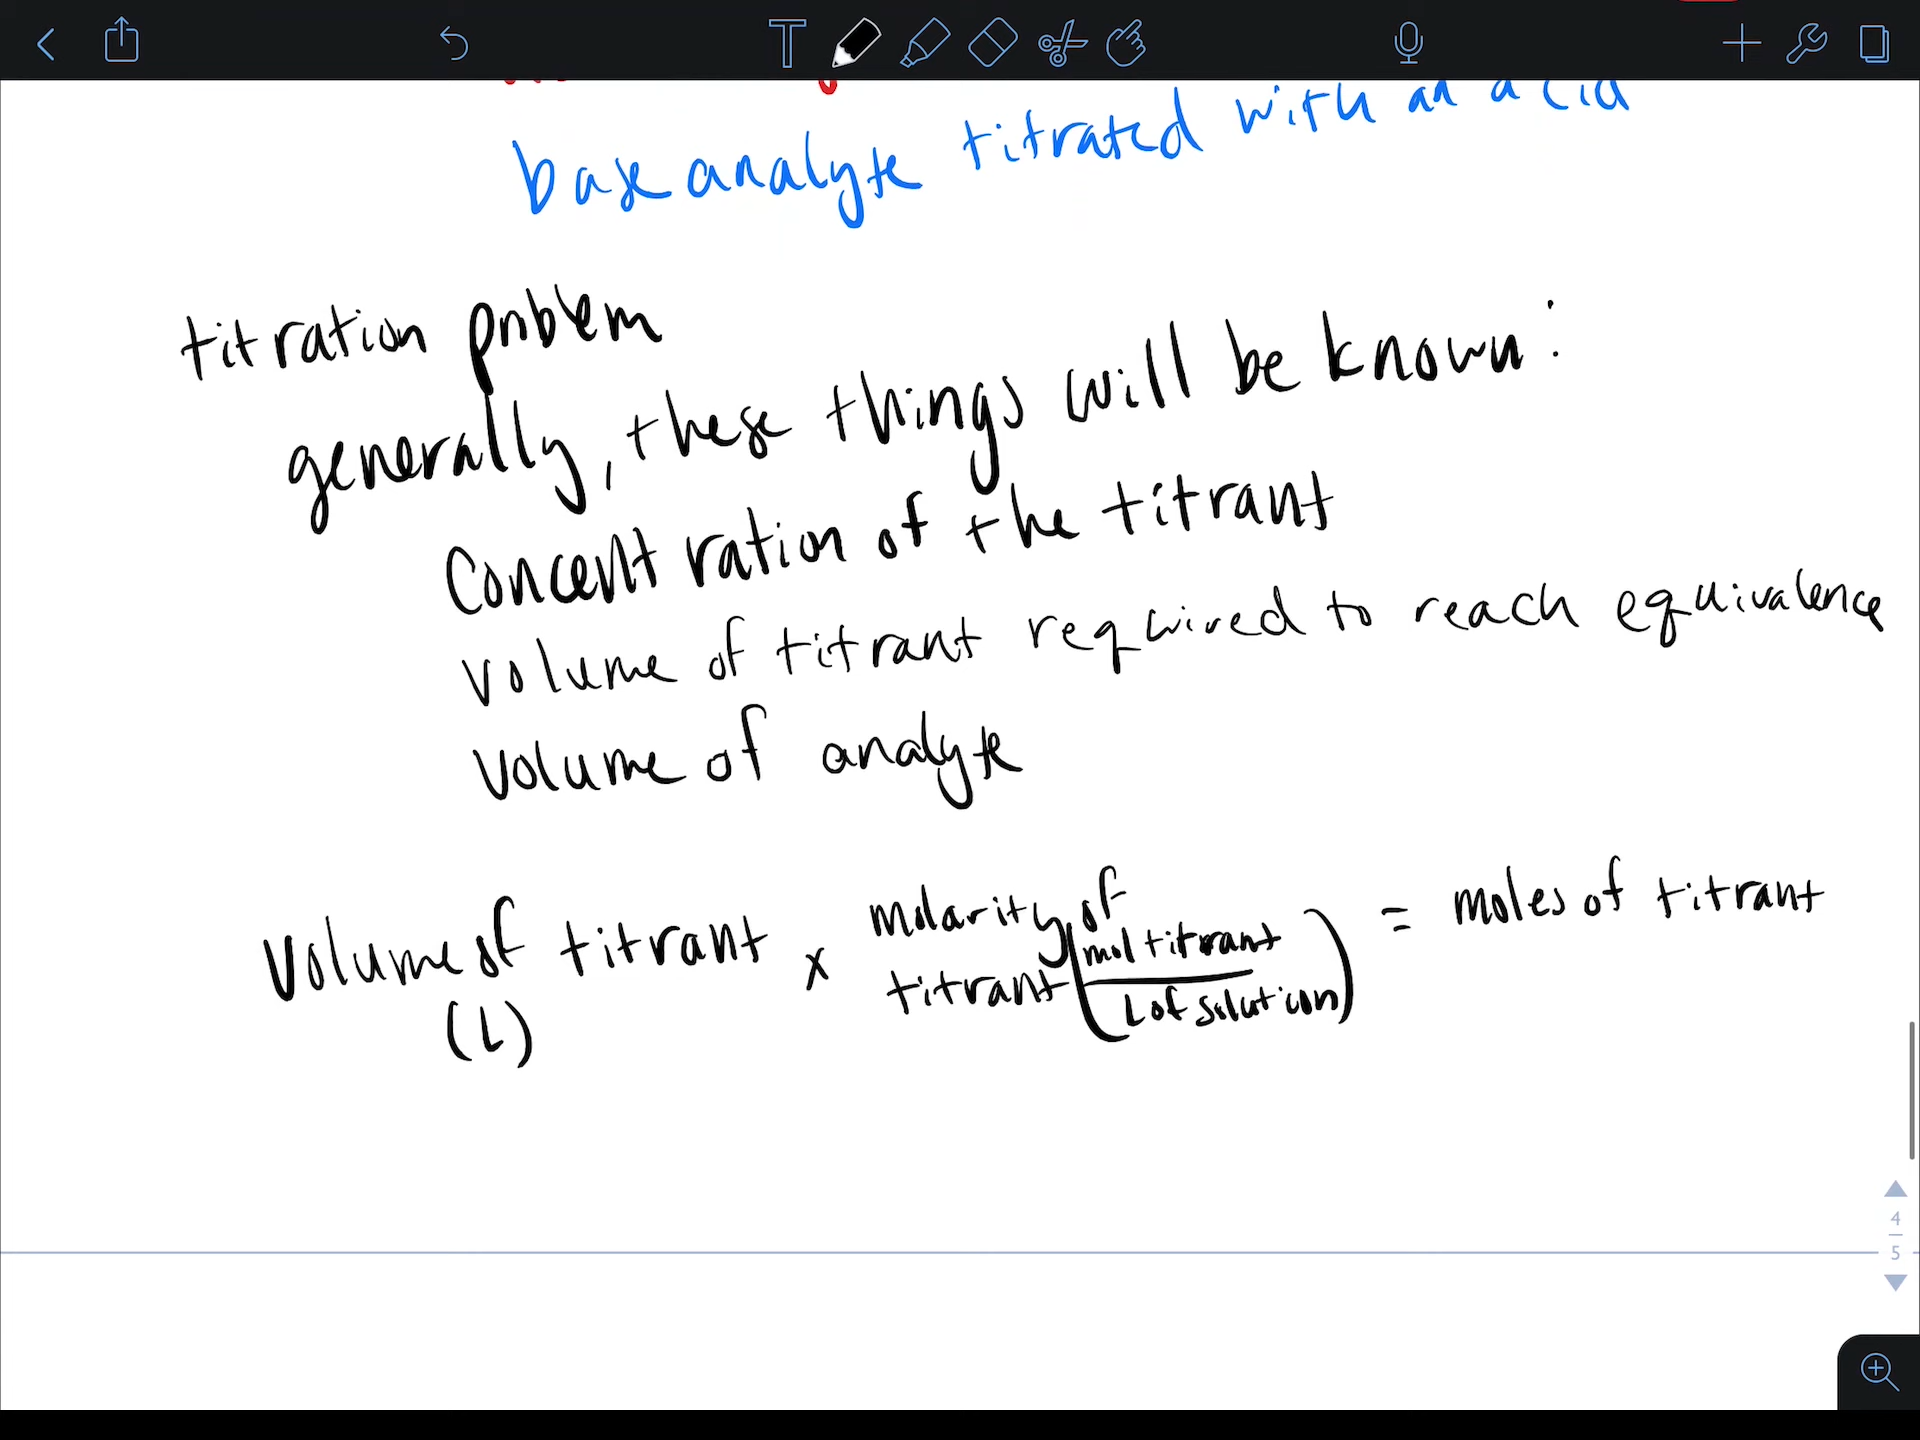 base analyte titrated with an acid
titration problem
generally, these things will be known:
Concentration of the titrant
volume of titrant required to reach equivalence
volume of analyte
Volume of titrant (L) x molarity of titrant (mol titrant / L of solution) = moles of titrant
4
5